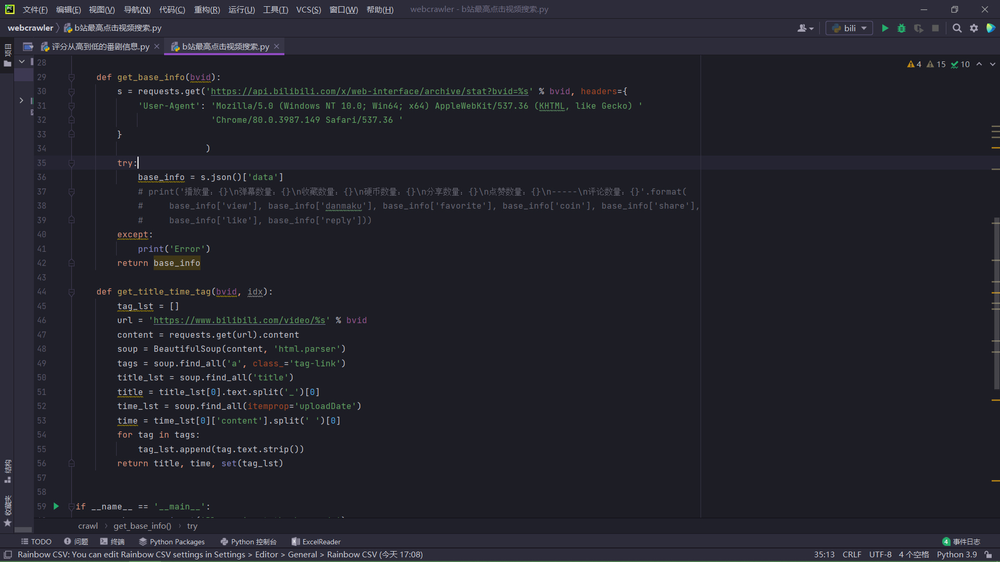 PC 文件(F) 编辑(E) 视图(V) 导航(N) 代码(C) 重构(R) 运行(U) 工具(T) VCS(S) 窗口(W) 帮助(H) webcrawler - b站最高点击视频搜索.py
webcrawler b站最高点击视频搜索.py bili
项目 评分从高到低的番剧信息.py b站最高点击视频搜索.py
4 15 10
28
29 def get_base_info(bvid):
30 s = requests.get('https://api.bilibili.com/x/web-interface/archive/stat?bvid=%s' % bvid, headers={
31 'User-Agent': 'Mozilla/5.0 (Windows NT 10.0; Win64; x64) AppleWebKit/537.36 (KHTML, like Gecko) '
32 'Chrome/80.0.3987.149 Safari/537.36 '
33 }
34 )
35 try:
36 base_info = s.json()['data']
37 # print('播放量：{}\n弹幕数量：{}\n收藏数量：{}\n硬币数量：{}\n分享数量：{}\n点赞数量：{}\n-----\n评论数量：{}'.format(
38 # base_info['view'], base_info['danmaku'], base_info['favorite'], base_info['coin'], base_info['share'],
39 # base_info['like'], base_info['reply']))
40 except:
41 print('Error')
42 return base_info
43
44 def get_title_time_tag(bvid, idx):
45 tag_lst = []
46 url = 'https://www.bilibili.com/video/%s' % bvid
47 content = requests.get(url).content
48 soup = BeautifulSoup(content, 'html.parser')
49 tags = soup.find_all('a', class_='tag-link')
50 title_lst = soup.find_all('title')
51 title = title_lst[0].text.split('_')[0]
52 time_lst = soup.find_all(itemprop='uploadDate')
53 time = time_lst[0]['content'].split(' ')[0]
54 for tag in tags:
55 tag_lst.append(tag.text.strip())
56 return title, time, set(tag_lst)
57
58
59 if __name__ == '__main__':
结构
收藏夹
crawl get_base_info() try
TODO 问题 终端 Python Packages Python 控制台 ExcelReader 4 事件日志
Rainbow CSV: You can edit Rainbow CSV settings in Settings > Editor > General > Rainbow CSV (今天 17:08) 35:13 CRLF UTF-8 4 个空格 Python 3.9